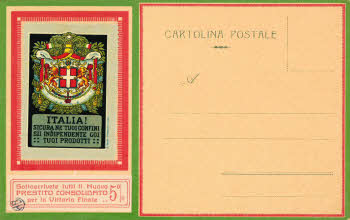 ITALIA!
SICURA NE' TUOI CONFINI
SII INDIPENDENTE COI
:: TUOI PRODOTTI ::
Sottoscrivete tutti il Nuovo
PRESTITO CONSOLIDATO 5%
per la Vittoria Finale ..
CARTOLINA POSTALE
A